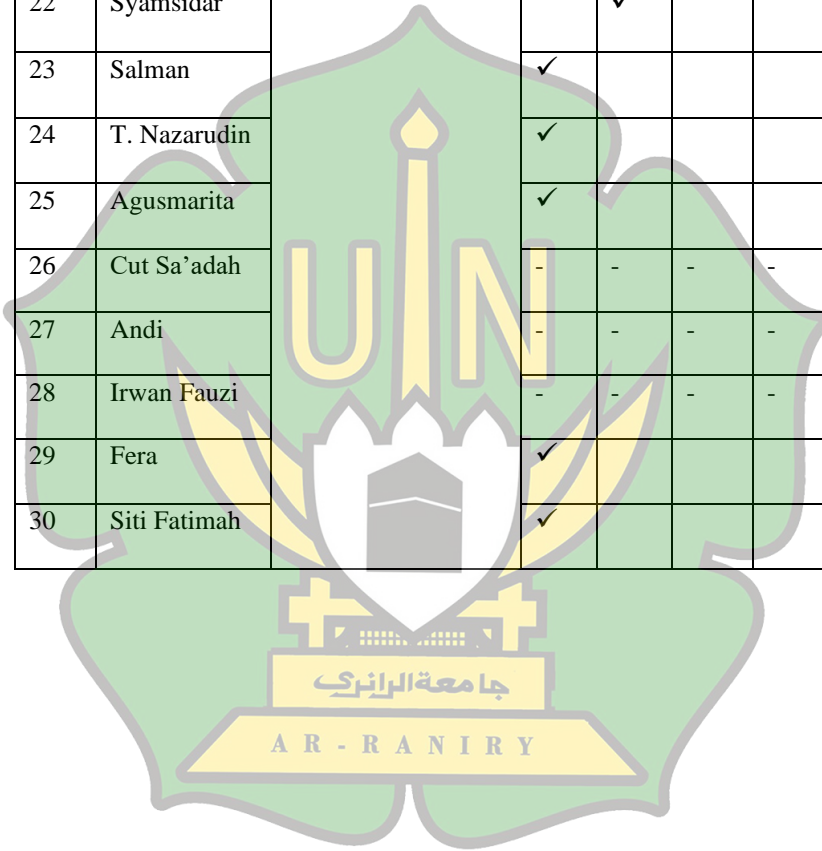 22 Syamsidar ✓
23 Salman ✓
24 T. Nazarudin ✓
25 Agusmarita ✓
26 Cut Sa’adah - - - -
27 Andi - - - -
28 Irwan Fauzi - - - -
29 Fera ✓
30 Siti Fatimah ✓
UIN
جامعةالرانري
AR-RANIRY